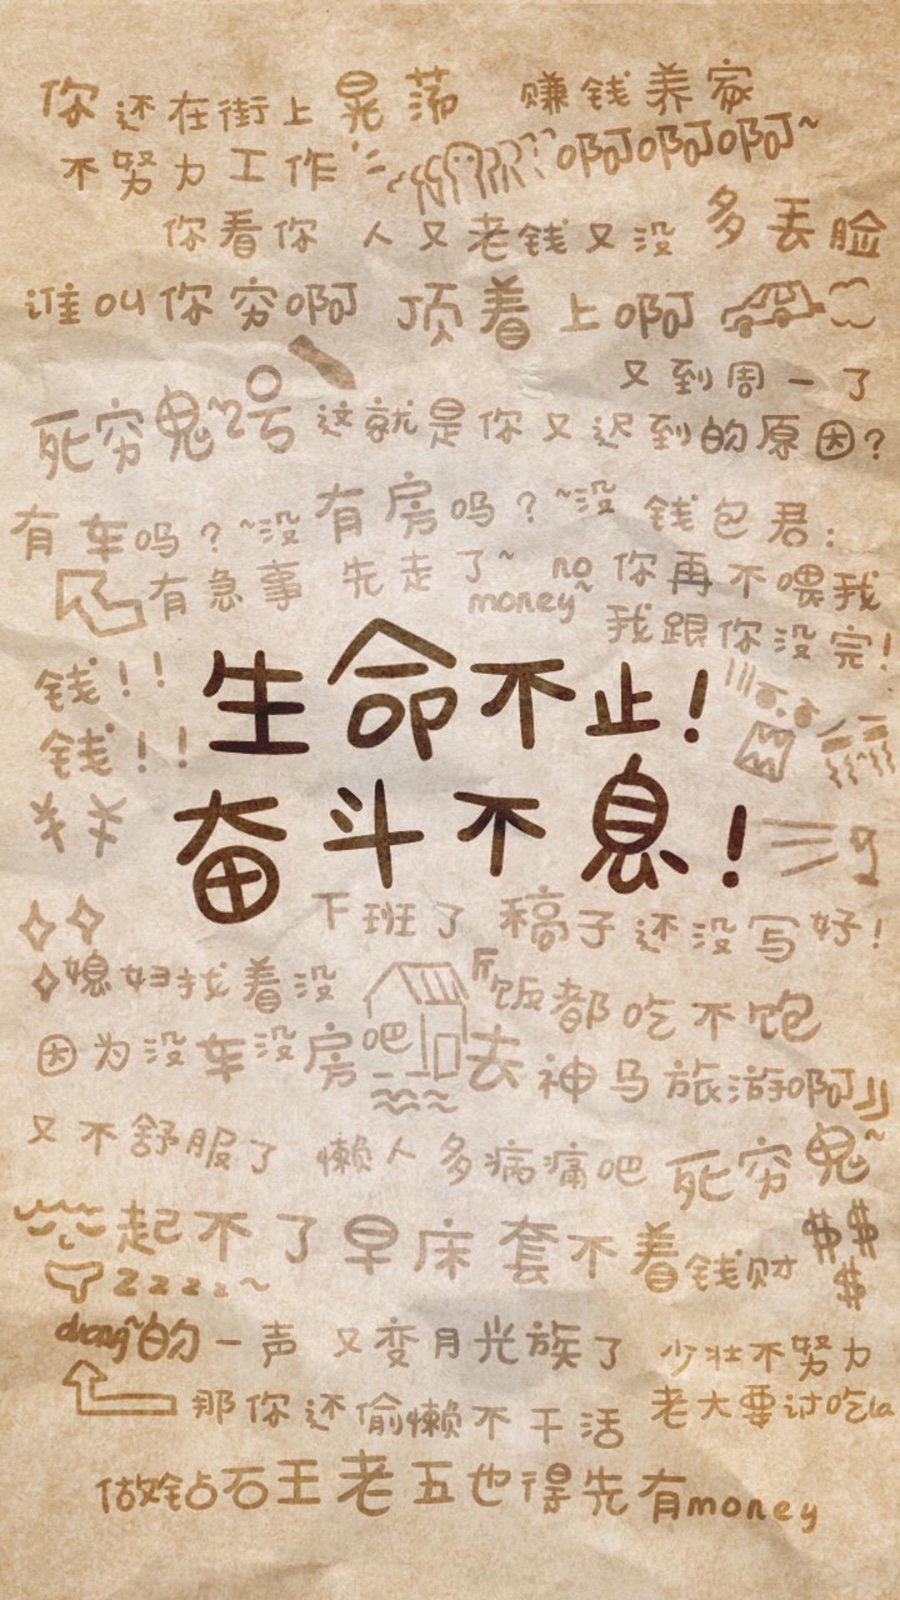 你还在街上晃荡 赚钱养家
不努力工作 啊啊啊~
你看你 人又老钱又没 多丢脸
谁叫你穷啊 顶着上啊
又到周一了
死穷鬼~2号 这就是你又迟到的原因?
有车吗?~没有房吗?~没 钱包君:
有急事 先走了~ no money~ 你再不喂我
我跟你没完!
钱!!
生命不止!
钱!!
奋斗不息!
下班了 稿子还没写好!
媳妇找着没 饭都吃不饱
因为没车没房吧 去神马旅游啊
又不舒服了 懒人多病痛吧 死穷鬼~
起不了早床 套不着钱财 $$
zzzzz~ $
duang~的一声 又变月光族了 少壮不努力
那你还偷懒不干活 老大要讨吃la
做钻石王老五也得先有money